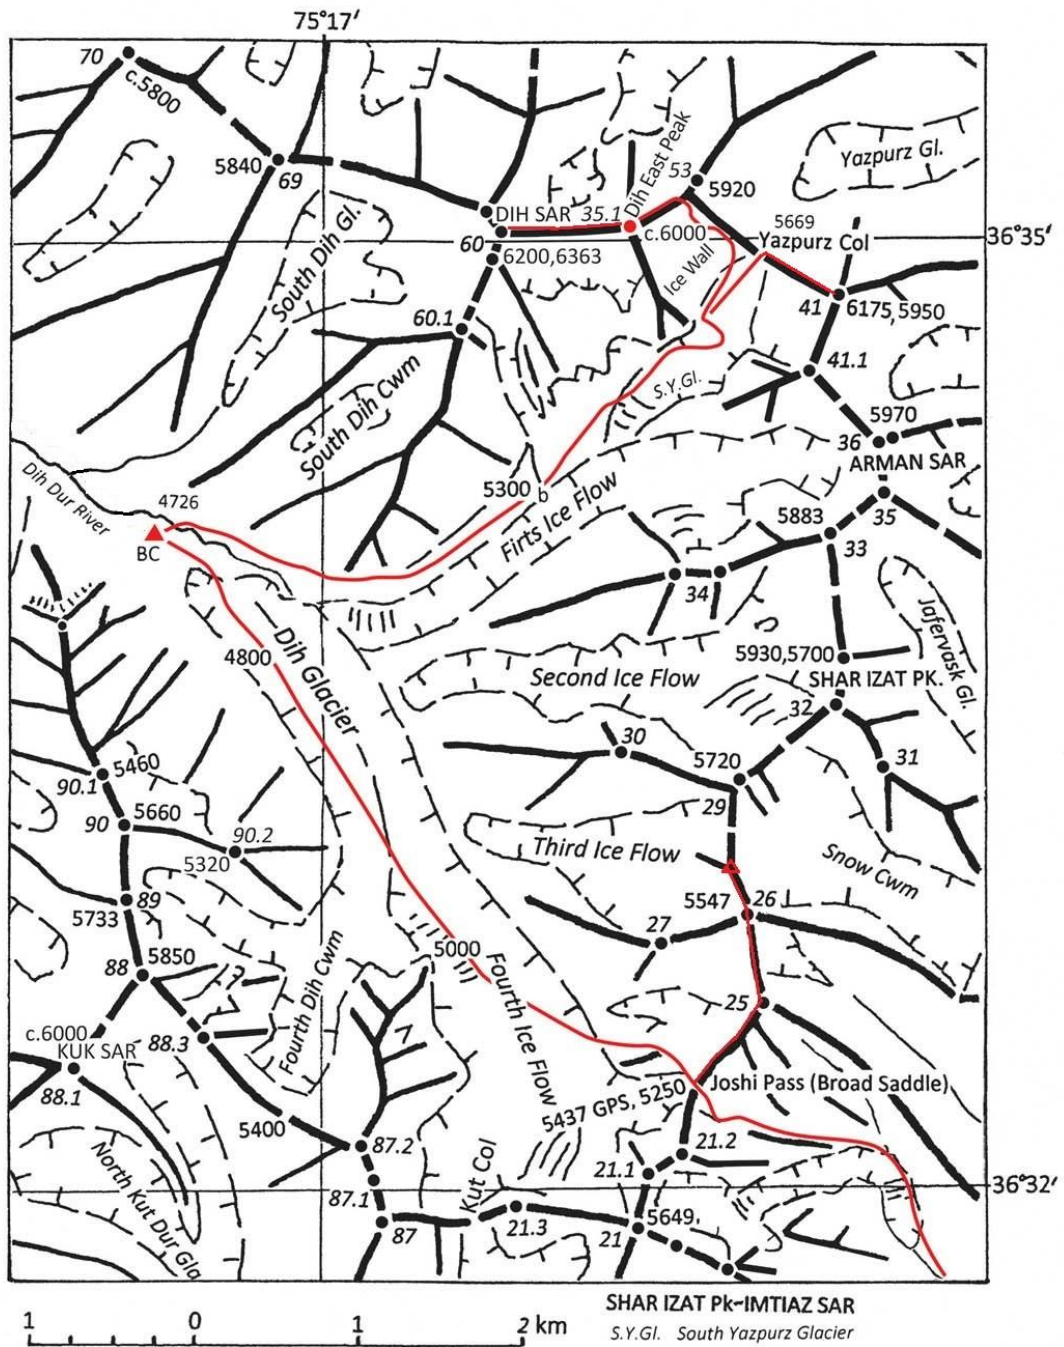 75°17′
70
c.5800
5840
69
South Dih Gl.
DIH SAR
35.1
Dih East Peak
53
5920
Yazpurz Gl.
5669
Yazpurz Col
36°35′
60
c.6000
6200,6363
Ice Wall
41
6175,5950
60.1
41.1
South Dih Cwm
S.Y.Gl.
5970
36
ARMAN SAR
Dih Dur River
4726
BC
5300
Firts Ice Flow
5883
35
33
34
Jafervask Gl.
4800
Dih Glacier
5930,5700
Second Ice Flow
SHAR IZAT PK.
32
30
5720
31
5460
90.1
29
5660
90
90.2
5320
Third Ice Flow
Snow Cwm
89
5733
5547
26
27
5850
88
5000
Fourth Dih Cwm
Fourth Ice Flow
25
c.6000
KUK SAR
88.3
88.1
Joshi Pass (Broad Saddle)
5437 GPS, 5250
5400
87.2
21.2
21.1
36°32′
North Kut Dur Gla
87.1
Kut Col
87
21.3
5649
21
1
0
2 km
SHAR IZAT Pk-IMTIAZ SAR
S.Y.Gl. South Yazpurz Glacier